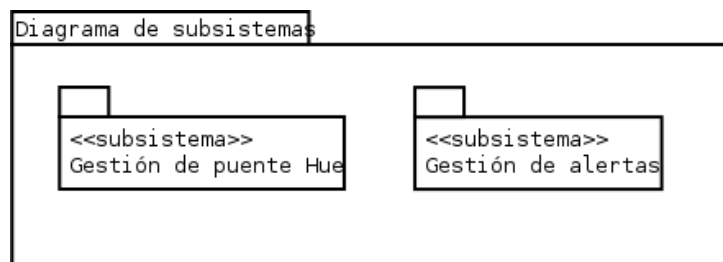 Diagrama de subsistemas
<<subsistema>>
Gestión de puente Hue
<<subsistema>>
Gestión de alertas